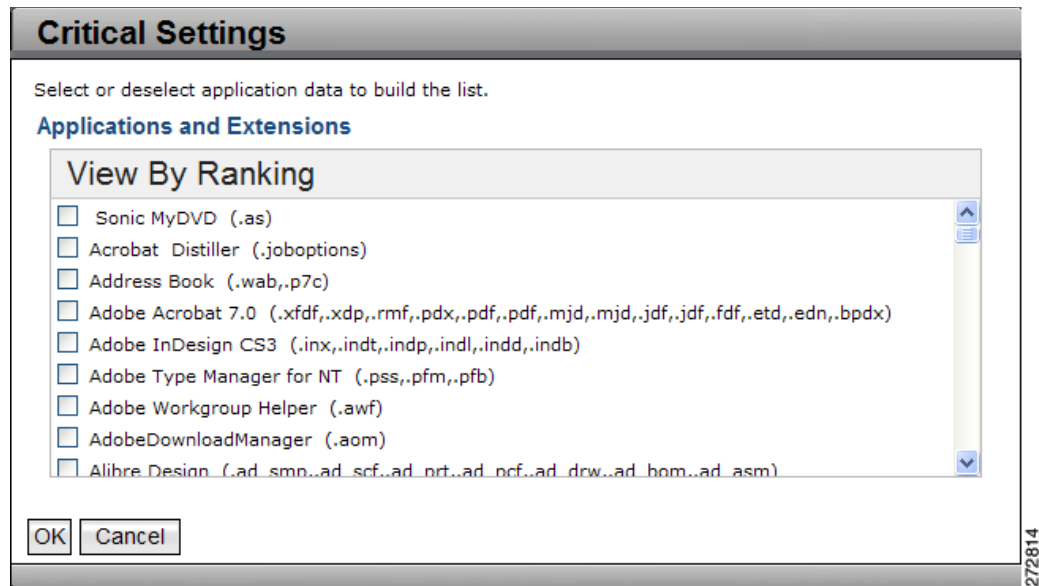 Critical Settings
Select or deselect application data to build the list.
Applications and Extensions
View By Ranking
Sonic MyDVD (.as)
Acrobat Distiller (.joboptions)
Address Book (.wab,.p7c)
Adobe Acrobat 7.0 (.xfdf,.xdp,.rmf,.pdx,.pdf,.pdf,.mjd,.mjd,.jdf,.jdf,.fdf,.etd,.edn,.bpdx)
Adobe InDesign CS3 (.inx,.indt,.indp,.indl,.indd,.indb)
Adobe Type Manager for NT (.pss,.pfm,.pfb)
Adobe Workgroup Helper (.awf)
AdobeDownloadManager (.aom)
Alibre Design (.ad_smp,.ad_scf,.ad_prt,.ad_pcf,.ad_drw,.ad_bom,.ad_asm)
OK Cancel
272814